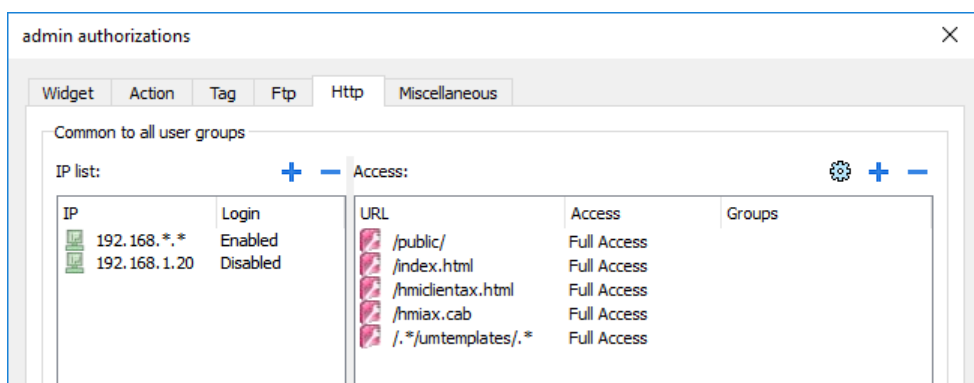 admin authorizations
Widget Action Tag Ftp Http Miscellaneous
Common to all user groups
IP list: Access:
IP Login URL Access Groups
192.168.*.* Enabled /public/ Full Access
192.168.1.20 Disabled /index.html Full Access
/hmiclientax.html Full Access
/hmiax.cab Full Access
/.*/umtemplates/.* Full Access